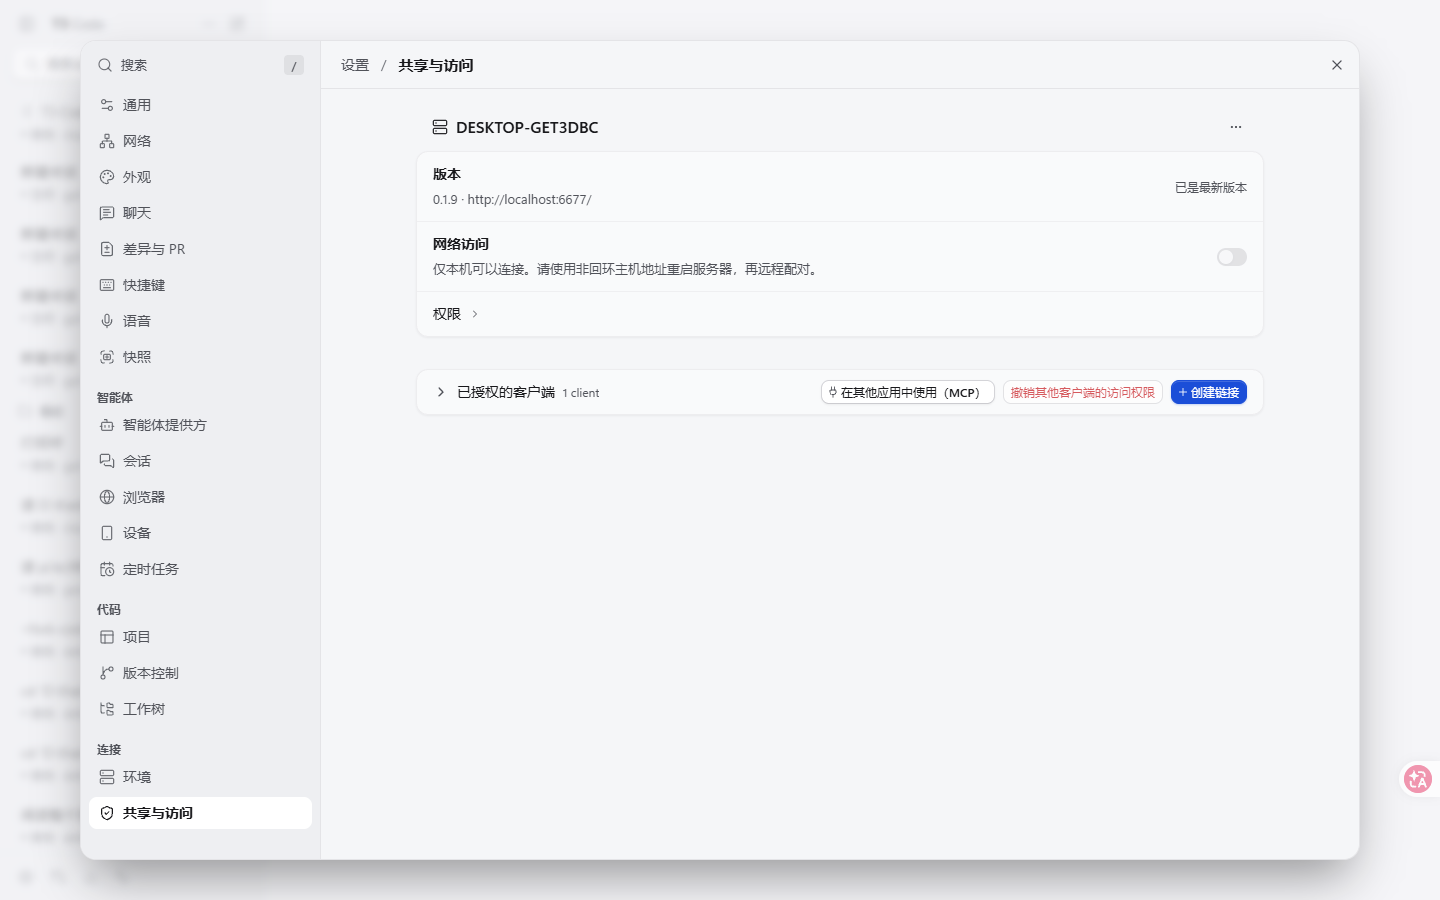 搜索
/
通用
网络
外观
聊天
差异与 PR
快捷键
语音
快照
智能体
智能体提供方
会话
浏览器
设备
定时任务
代码
项目
版本控制
工作树
连接
环境
共享与访问
设置 / 共享与访问
DESKTOP-GET3DBC
版本
0.1.9 · http://localhost:6677/
已是最新版本
网络访问
仅本机可以连接。请使用非回环主机地址重启服务器，再远程配对。
权限
已授权的客户端 1 client
在其他应用中使用（MCP）
撤销其他客户端的访问权限
+ 创建链接